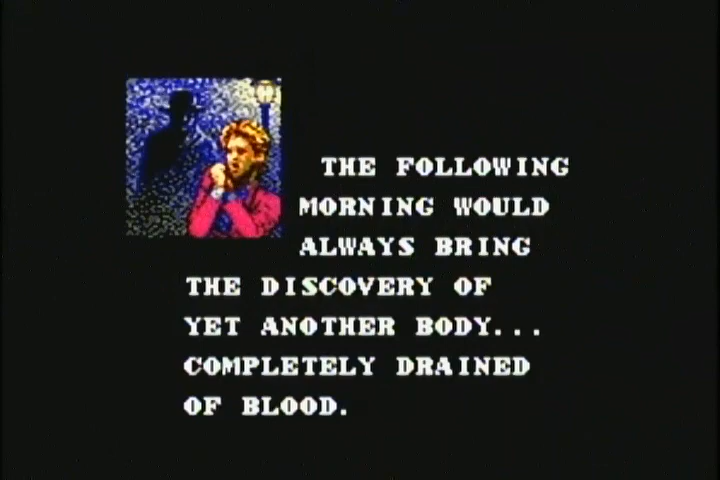 THE FOLLOWING
MORNING WOULD
ALWAYS BRING
THE DISCOVERY OF
YET ANOTHER BODY...
COMPLETELY DRAINED
OF BLOOD.